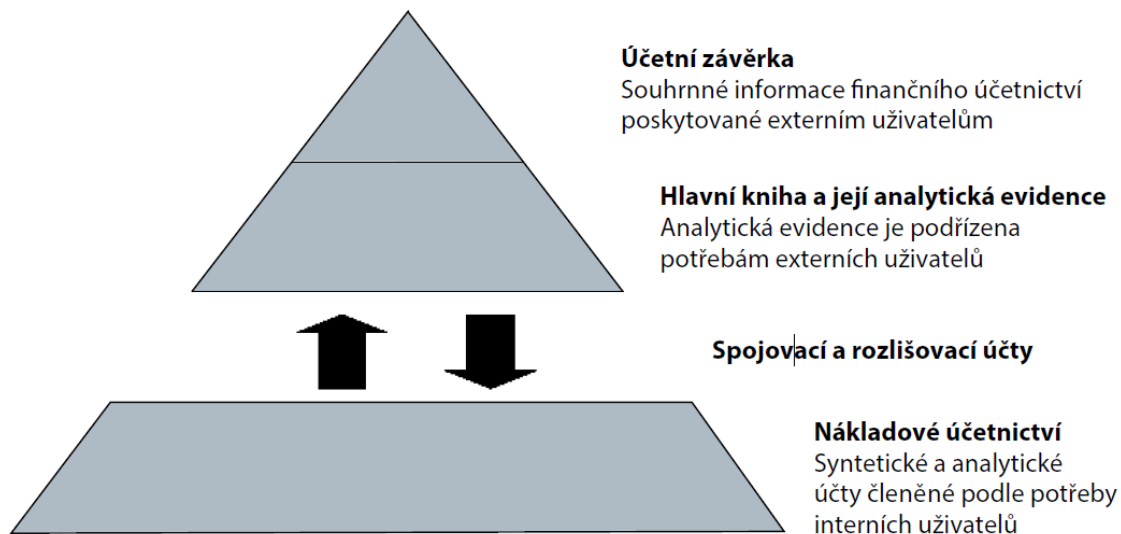 Účetní závěrka
Souhrnné informace finančního účetnictví
poskytované externím uživatelům
Hlavní kniha a její analytická evidence
Analytická evidence je podřízena
potřebám externích uživatelů
Spojovací a rozlišovací účty
Nákladové účetnictví
Syntetické a analytické
účty členěné podle potřeby
interních uživatelů